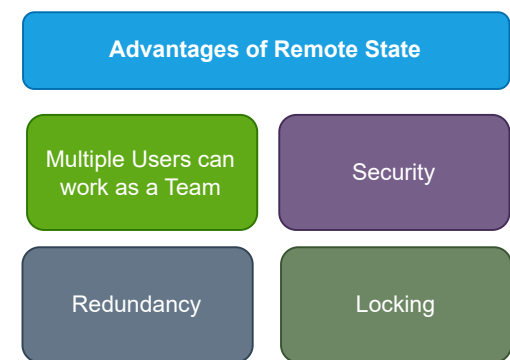 Advantages of Remote State
Multiple Users can
work as a Team
Security
Redundancy
Locking